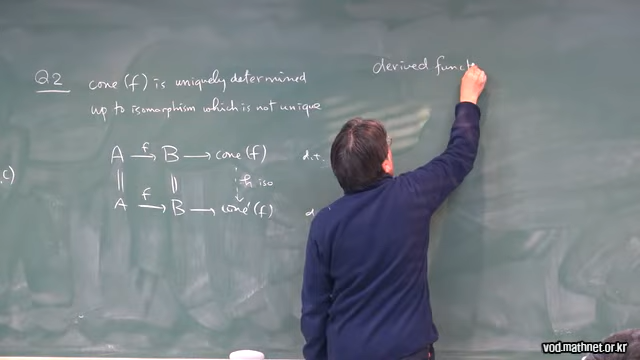 Q2 cone(f) is uniquely determined
up to isomorphism which is not unique
derived funct
c)
A —f→ B → cone(f) d.t.
|| || ↓ h iso
A —f→ B → cone'(f) d
vod.mathnet.or.kr